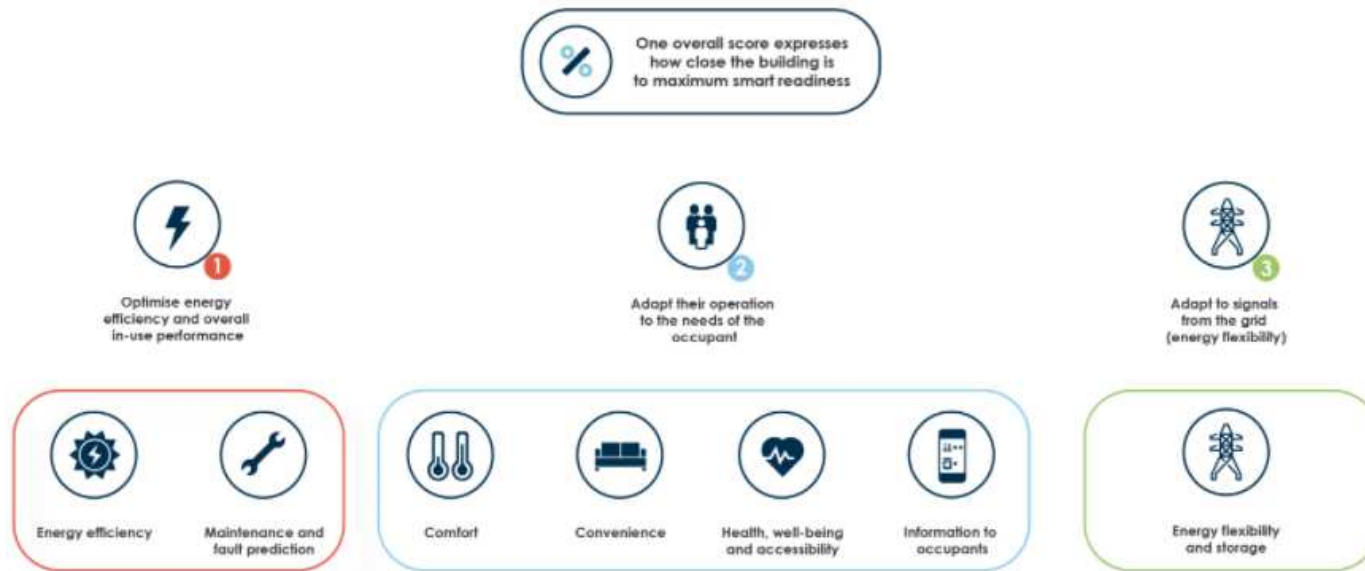 One overall score expresses
how close the building is
to maximum smart readiness
1
Optimise energy
efficiency and overall
in-use performance
2
Adapt their operation
to the needs of the
occupant
3
Adapt to signals
from the grid
(energy flexibility)
Energy efficiency
Maintenance and
fault prediction
Comfort
Convenience
Health, well-being
and accessibility
Information to
occupants
Energy flexibility
and storage